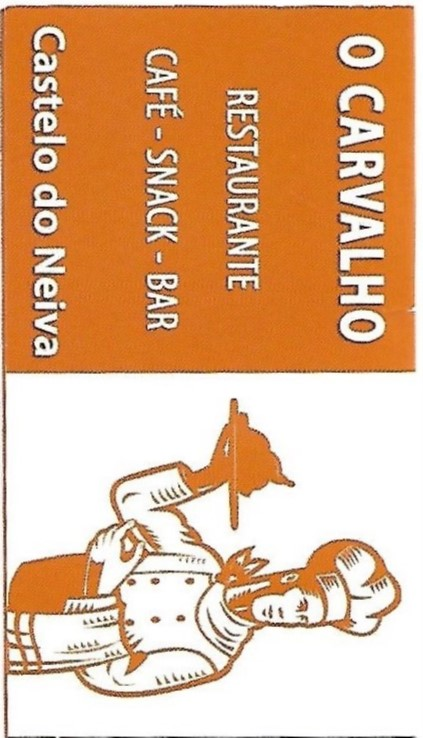 O CARVALHO
RESTAURANTE
CAFÉ - SNACK - BAR
Castelo do Neiva